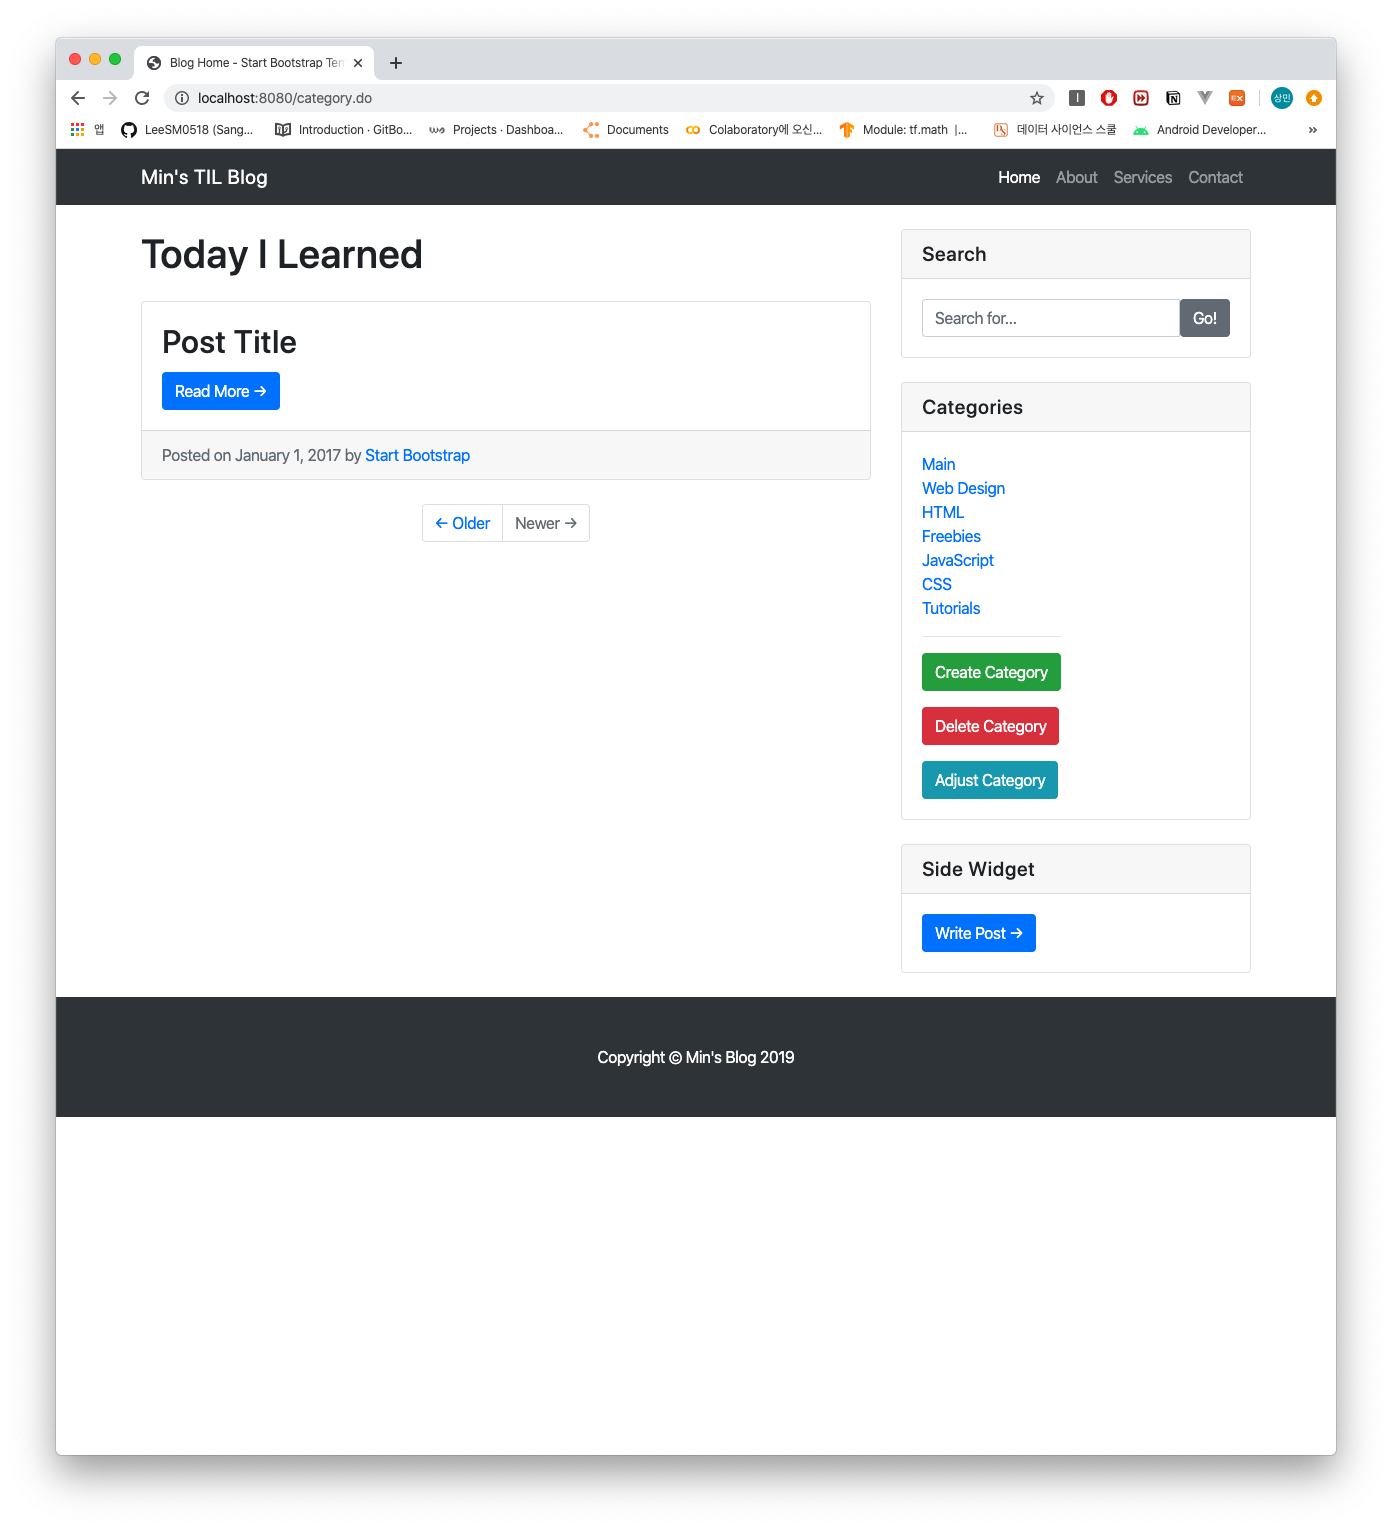 Blog Home - Start Bootstrap Tem
localhost:8080/category.do
상민
앱 LeeSM0518 (Sang... Introduction · GitBo... Projects · Dashboa... Documents Colaboratory에 오신... Module: tf.math |... 데이터 사이언스 스쿨 Android Developer... »
Min's TIL Blog Home About Services Contact
Today I Learned
Post Title
Read More →
Posted on January 1, 2017 by Start Bootstrap
← Older Newer →
Search
Search for... Go!
Categories
Main
Web Design
HTML
Freebies
JavaScript
CSS
Tutorials
Create Category
Delete Category
Adjust Category
Side Widget
Write Post →
Copyright © Min's Blog 2019